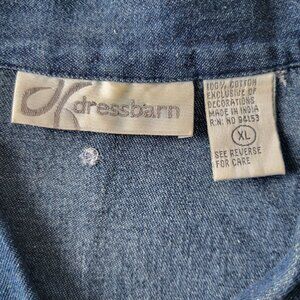 dressbarn
100% COTTON
EXCLUSIVE OF
DECORATIONS
MADE IN INDIA
R.N. NO 94153
XL
SEE REVERSE
FOR CARE